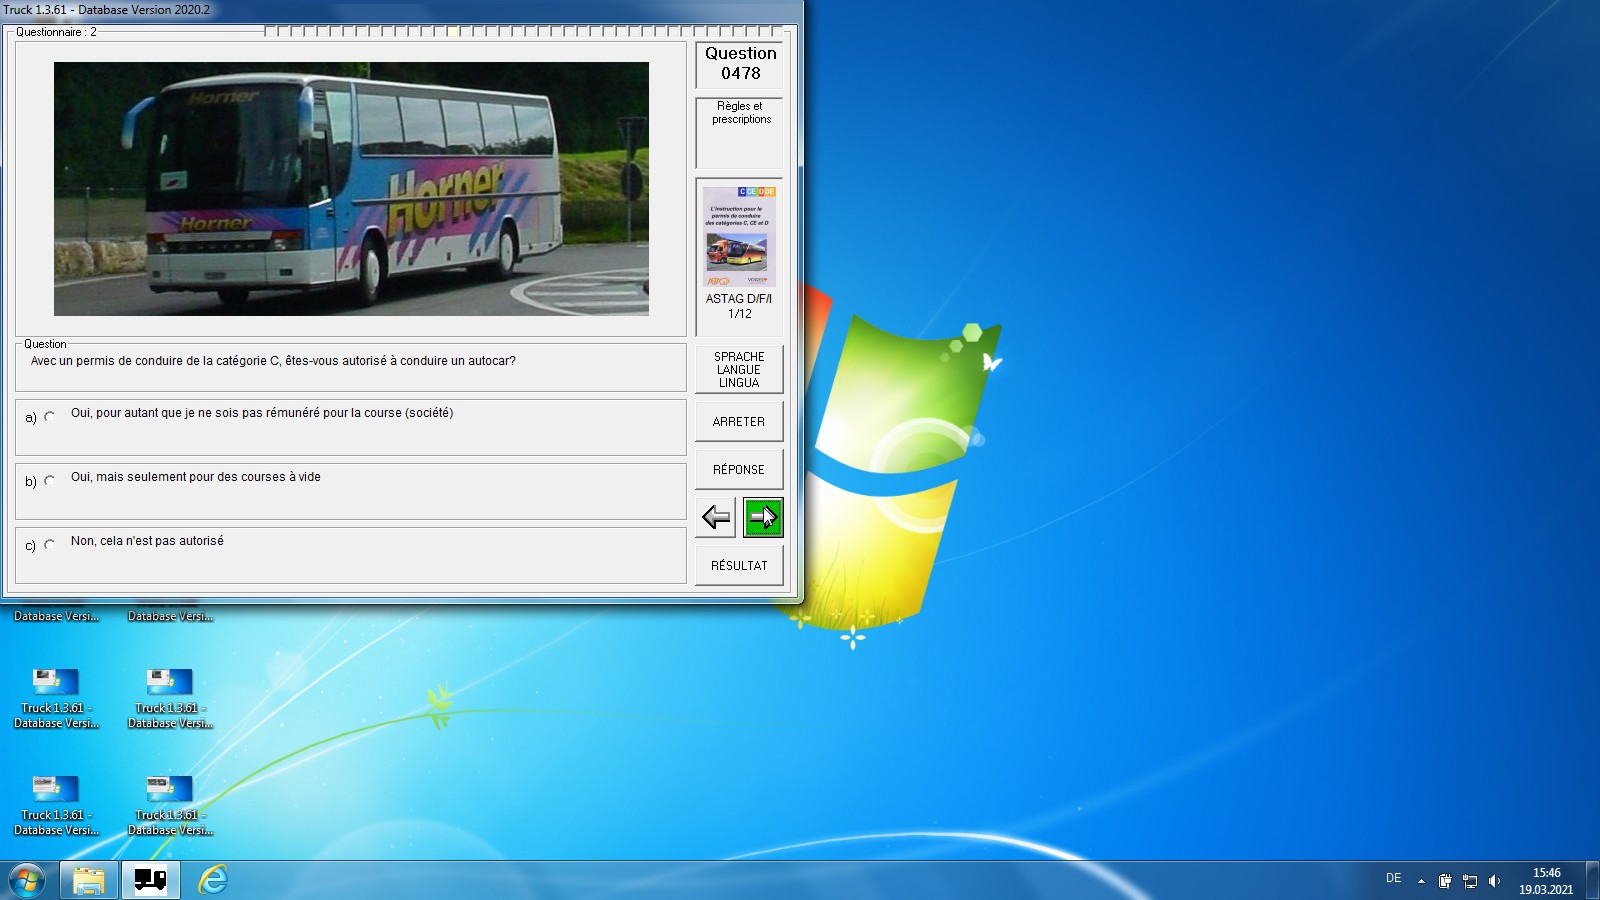 Truck 1.3.61 - Database Version 2020.2
Questionnaire : 2
Horner
Horner
Horner
Question
0478
Règles et
prescriptions
C CE D DE
L'instruction pour le
permis de conduire
des catégories C, CE et D
ASTAG D/F/I
1/12
Question
Avec un permis de conduire de la catégorie C, êtes-vous autorisé à conduire un autocar?
a) Oui, pour autant que je ne sois pas rémunéré pour la course (société)
b) Oui, mais seulement pour des courses à vide
c) Non, cela n'est pas autorisé
SPRACHE
LANGUE
LINGUA
ARRETER
RÉPONSE
RÉSULTAT
Database Versi...
Database Versi...
Truck 1.3.61 -
Database Versi...
Truck 1.3.61 -
Database Versi...
Truck 1.3.61 -
Database Versi...
Truck 1.3.61 -
Database Versi...
DE
15:46
19.03.2021